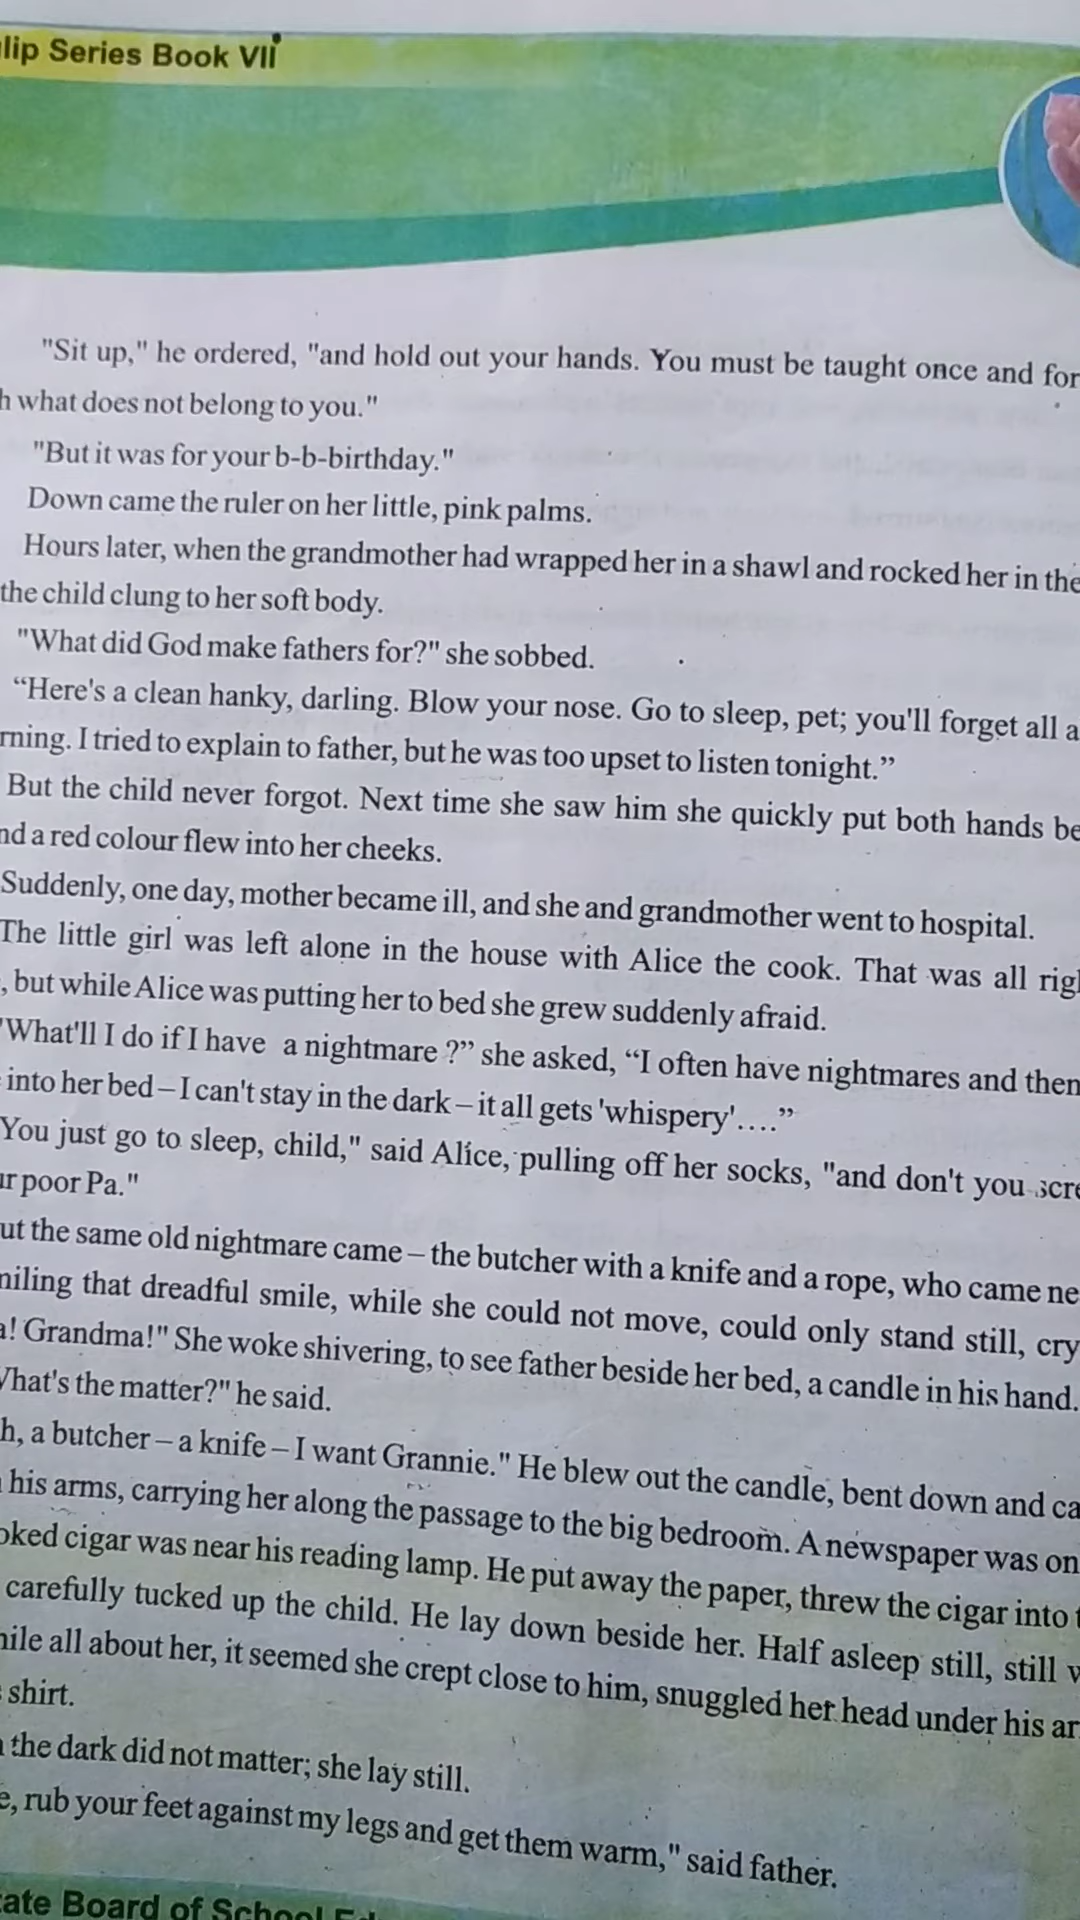 Series Book VII
"Sit up," he ordered, "and hold out your hands. You must be taught once and for
what does not belong to you."
"But it was for your b-b-birthday."
Down came the ruler on her little, pink palms.
Hours later, when the grandmother had wrapped her in a shawl and rocked her in the
the child clung to her soft body.
"What did God make fathers for?" she sobbed.
“Here's a clean hanky, darling. Blow your nose. Go to sleep, pet; you'll forget all
I tried to explain to father, but he was too upset to listen tonight.”
But the child never forgot. Next time she saw him she quickly put both hands
a red colour flew into her cheeks.
Suddenly, one day, mother became ill, and she and grandmother went to hospital.
The little girl was left alone in the house with Alice the cook. That was all
, but while Alice was putting her to bed she grew suddenly afraid.
"What'll I do if I have a nightmare ?” she asked, “I often have nightmares and then
into her bed – I can't stay in the dark – it all gets 'whispery'....”
You just go to sleep, child," said Alice, pulling off her socks, "and don't you
poor Pa."
the same old nightmare came – the butcher with a knife and a rope, who came
that dreadful smile, while she could not move, could only stand still,
Grandma!" She woke shivering, to see father beside her bed, a candle in his hand.
What's the matter?" he said.
a butcher – a knife – I want Grannie." He blew out the candle, bent down and
his arms, carrying her along the passage to the big bedroom. A newspaper was on
cigar was near his reading lamp. He put away the paper, threw the cigar into
carefully tucked up the child. He lay down beside her. Half asleep still, still
all about her, it seemed she crept close to him, snuggled her head under his
shirt.
the dark did not matter; she lay still.
rub your feet against my legs and get them warm," said father.
Board of School